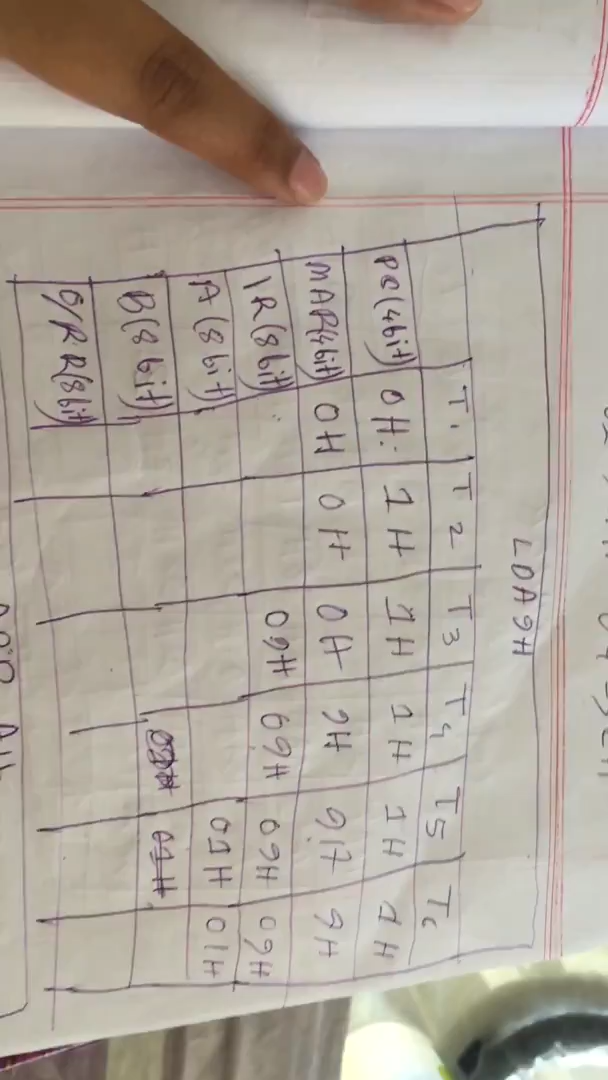 LDA 9H
T1 T2 T3 T4 T5 T6
PC(4bit) 0H 1H 1H 1H 1H 1H
MAR(4bit) 0H 0H 0H 9H 9H 9H
IR(8bit) 09H 09H 09H 09H
A(8bit) 01H 01H
B(8bit)
O/P R(8bit)